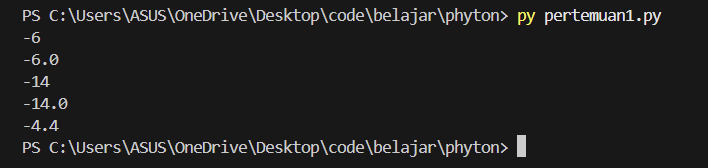 PS C:\Users\ASUS\OneDrive\Desktop\code\belajar\phyton> py pertemuan1.py
-6
-6.0
-14
-14.0
-4.4
PS C:\Users\ASUS\OneDrive\Desktop\code\belajar\phyton>